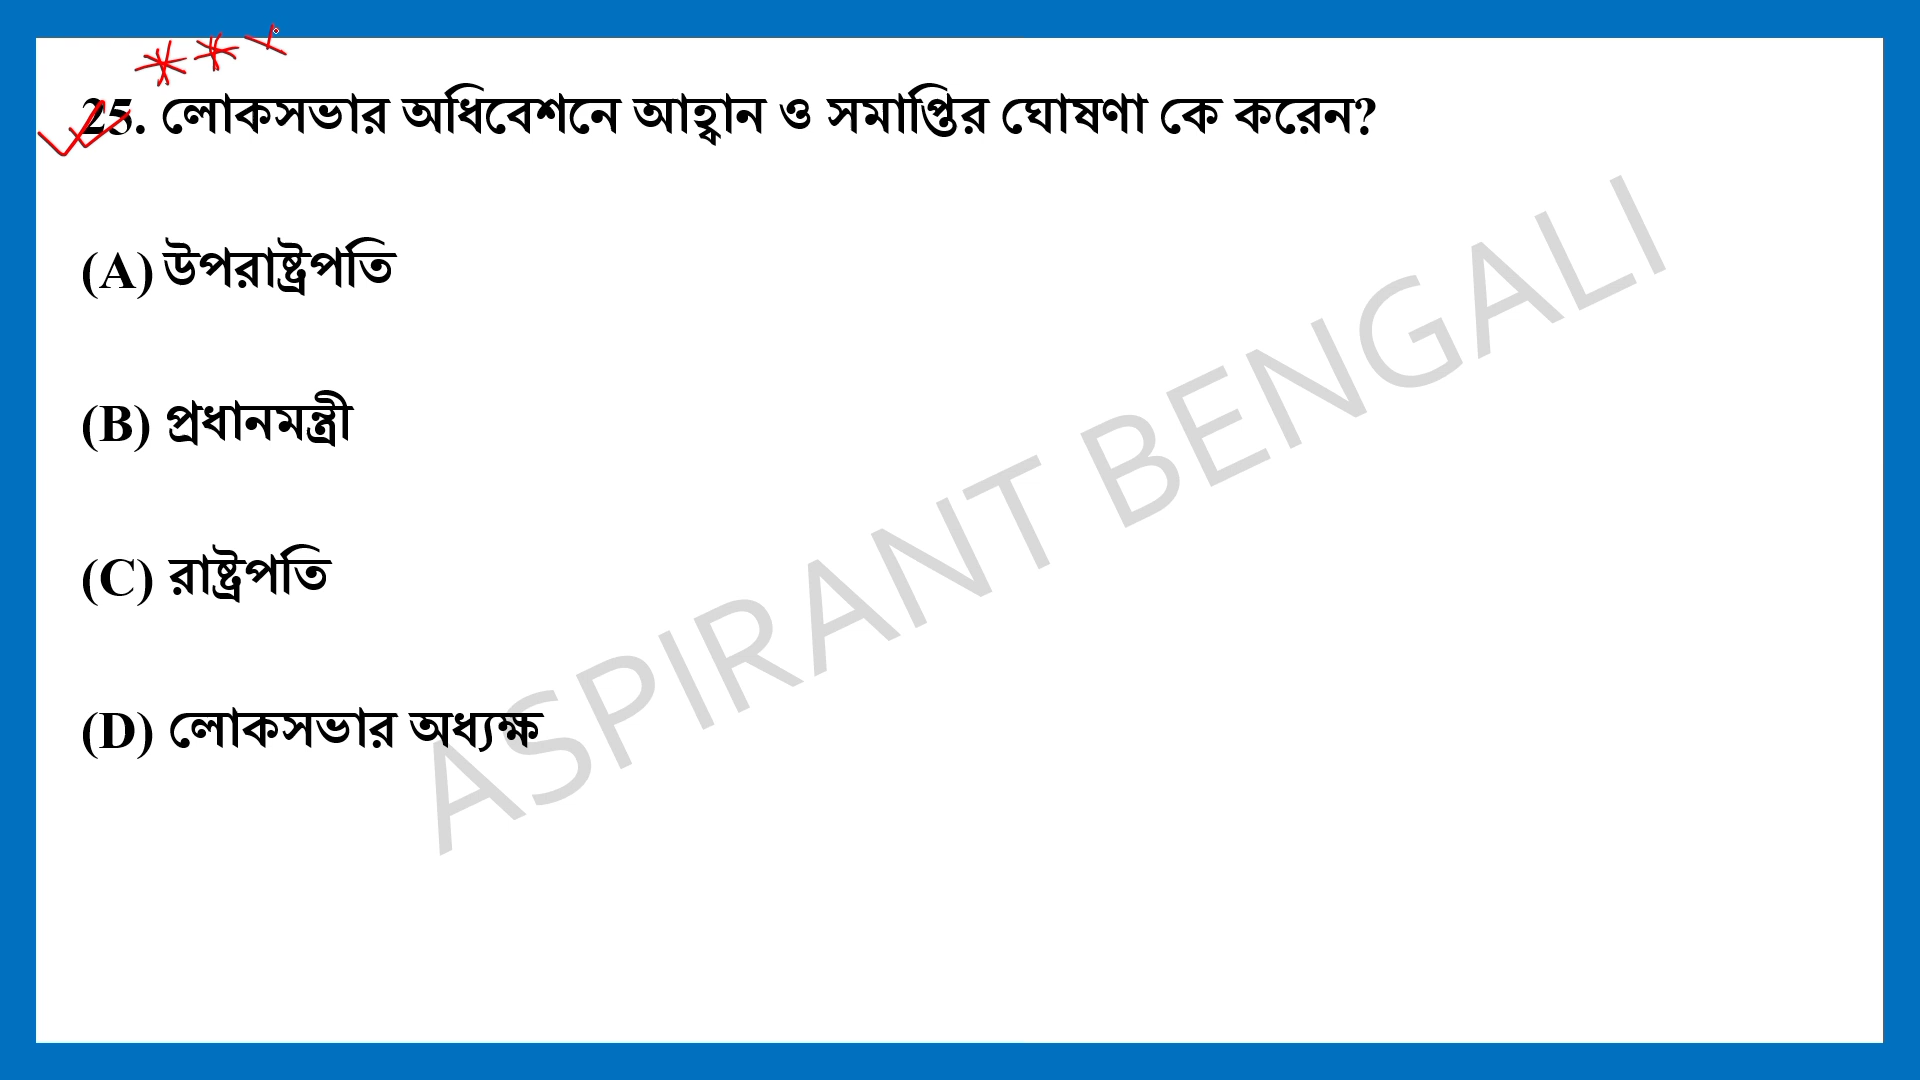 25. লোকসভার অধিবেশনে আহ্বান ও সমাপ্তির ঘোষণা কে করেন?
(A) উপরাষ্ট্রপতি
(B) প্রধানমন্ত্রী
(C) রাষ্ট্রপতি
(D) লোকসভার অধ্যক্ষ
ASPIRANT BENGALI